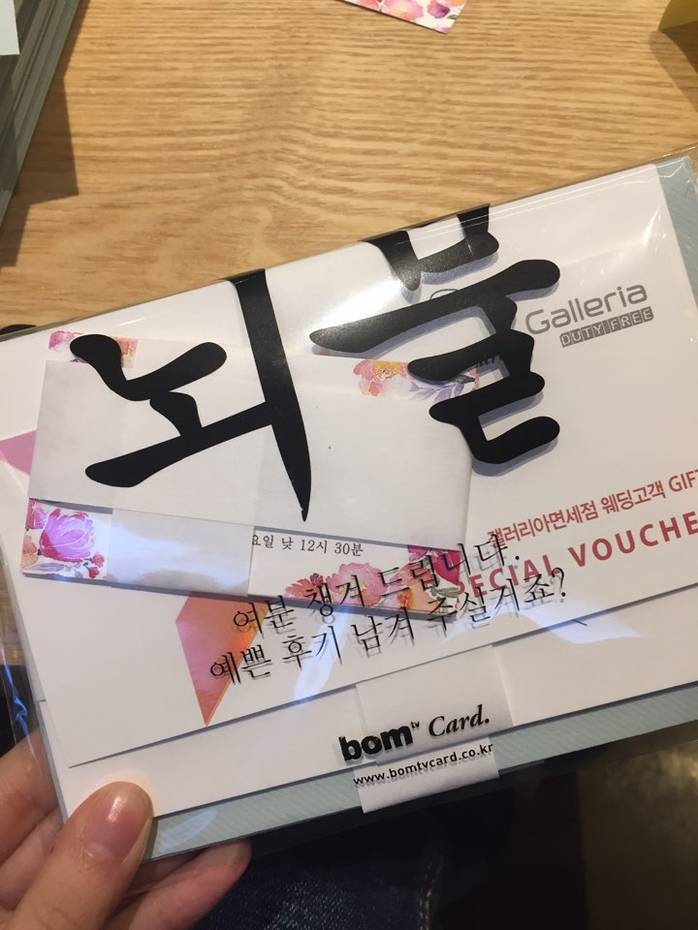 뇌물
Galleria
DUTY FREE
갤러리아면세점 웨딩고객 GIFT
SPECIAL VOUCHE
요일 낮 12시 30분
여분 챙겨 드립니다.
예쁜 후기 남겨 주실거죠?
bom tv Card.
www.bomtvcard.co.kr